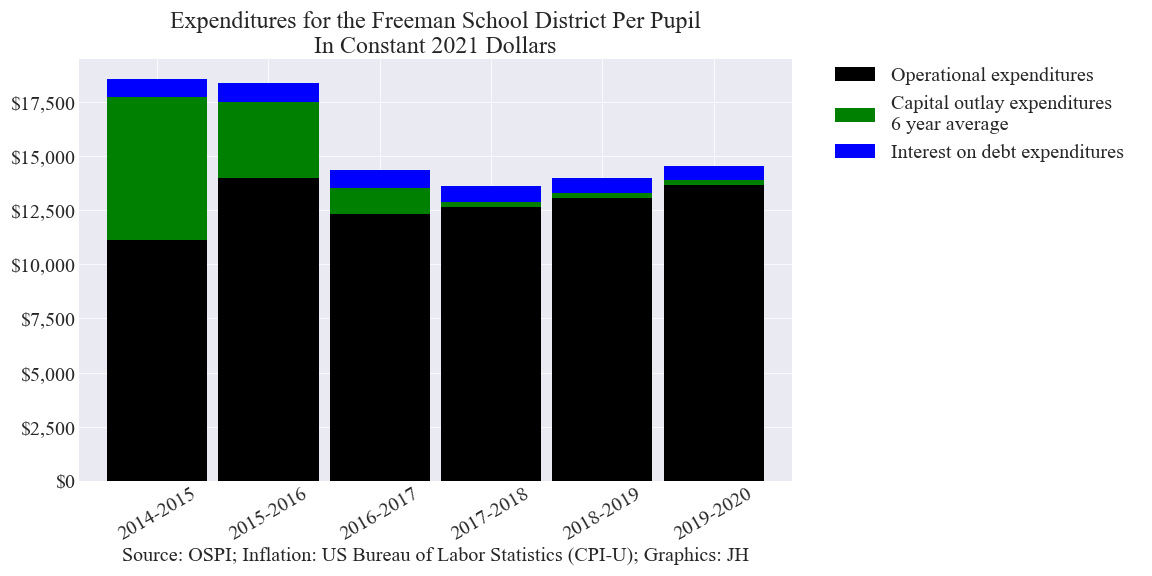 Expenditures for the Freeman School District Per Pupil
In Constant 2021 Dollars
Operational expenditures
Capital outlay expenditures
6 year average
Interest on debt expenditures
$17,500
$15,000
$12,500
$10,000
$7,500
$5,000
$2,500
$0
2014-2015
2015-2016
2016-2017
2017-2018
2018-2019
2019-2020
Source: OSPI; Inflation: US Bureau of Labor Statistics (CPI-U); Graphics: JH